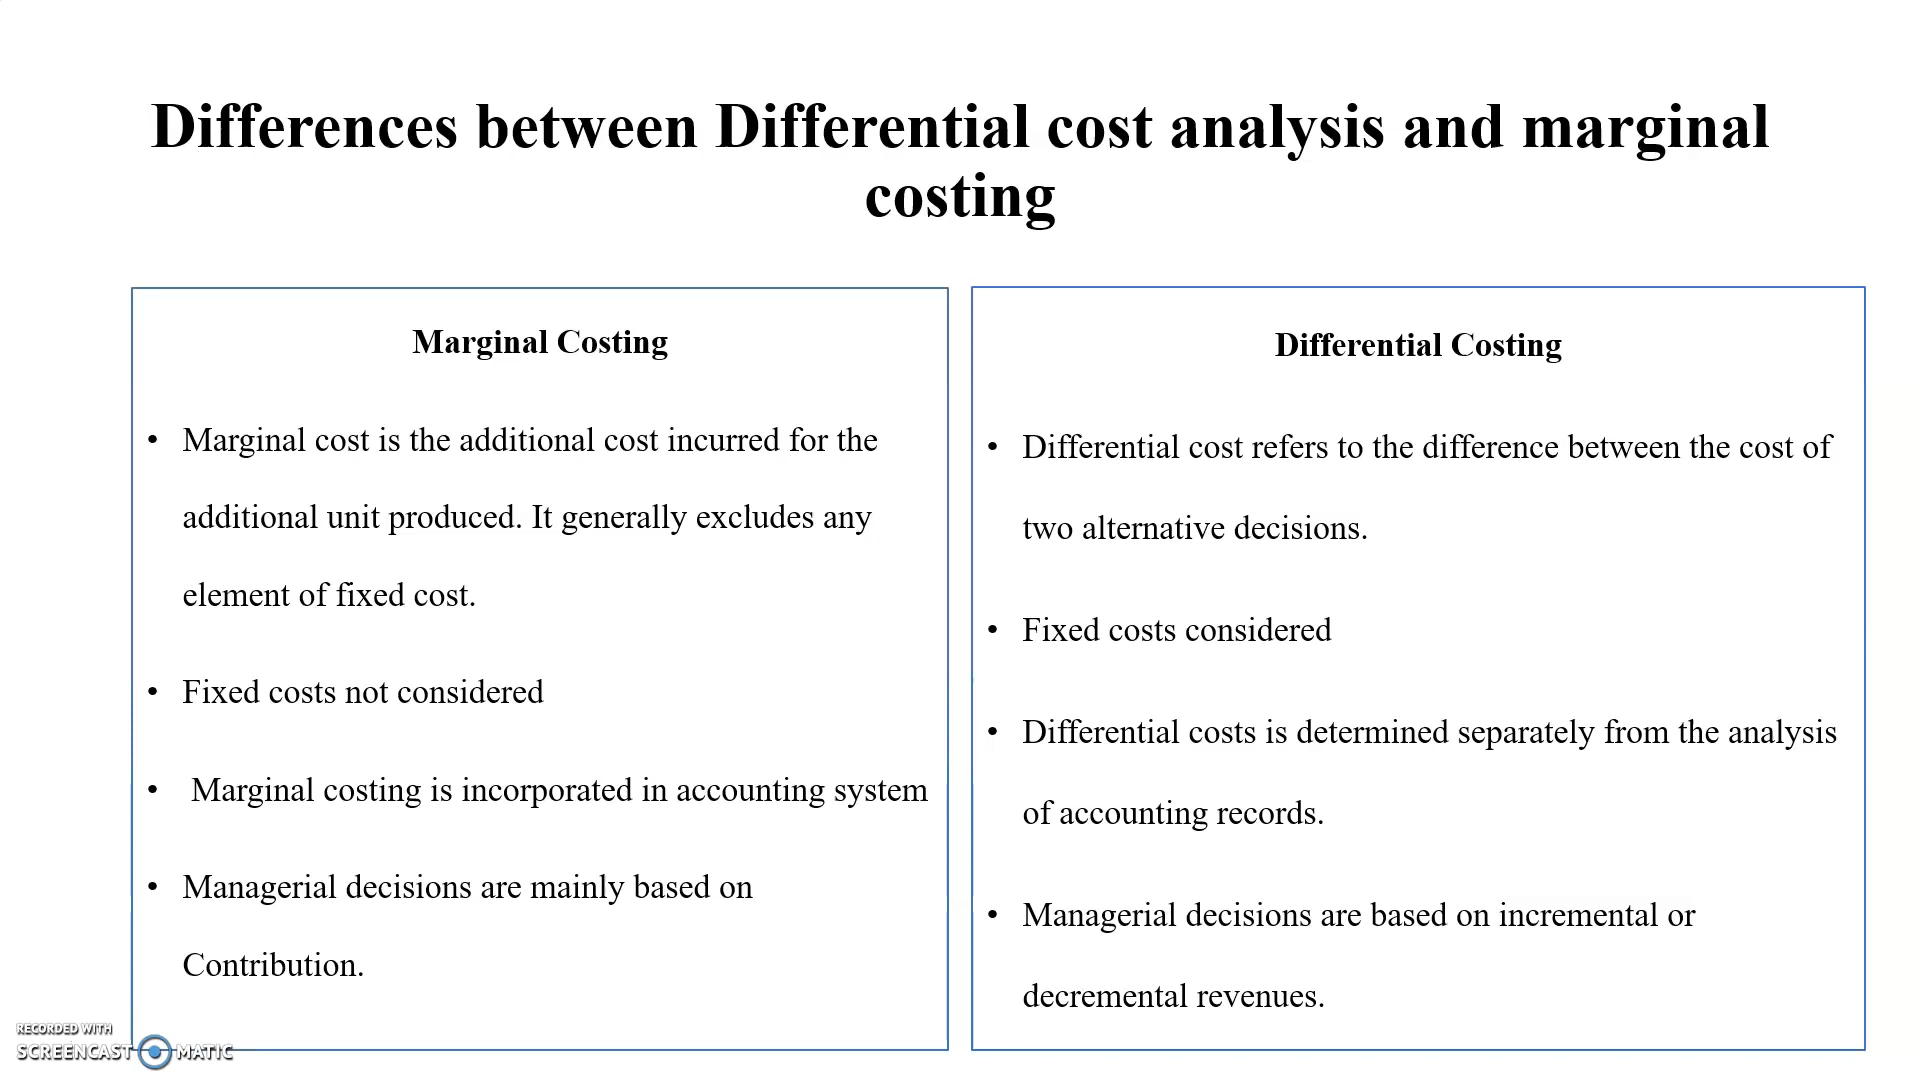 Differences between Differential cost analysis and marginal
costing
Marginal Costing
• Marginal cost is the additional cost incurred for the
additional unit produced. It generally excludes any
element of fixed cost.
• Fixed costs not considered
• Marginal costing is incorporated in accounting system
• Managerial decisions are mainly based on
Contribution.
Differential Costing
• Differential cost refers to the difference between the cost of
two alternative decisions.
• Fixed costs considered
• Differential costs is determined separately from the analysis
of accounting records.
• Managerial decisions are based on incremental or
decremental revenues.
RECORDED WITH
SCREENCAST MATIC